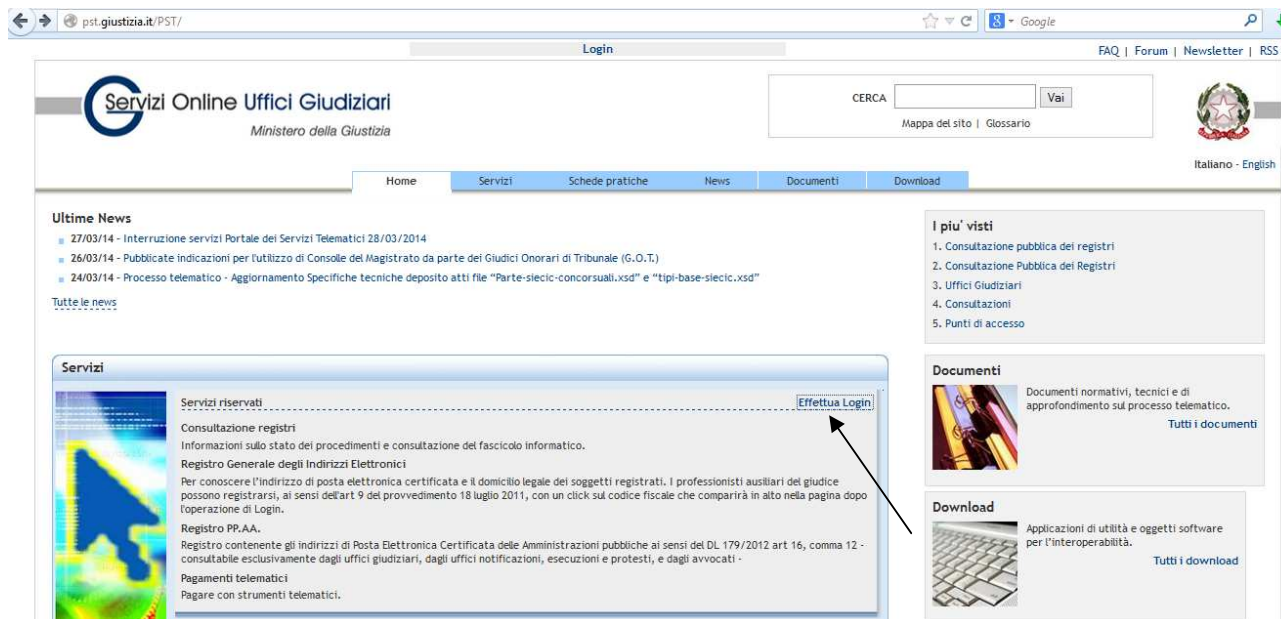 pst.giustizia.it/PST/
Google
Login
FAQ | Forum | Newsletter | RSS
Servizi Online Uffici Giudiziari
Ministero della Giustizia
CERCA
Vai
Mappa del sito | Glossario
Italiano - English
Home Servizi Schede pratiche News Documenti Download
Ultime News
27/03/14 - Interruzione servizi Portale dei Servizi Telematici 28/03/2014
26/03/14 - Pubblicate indicazioni per l'utilizzo di Consolle del Magistrato da parte dei Giudici Onorari di Tribunale (G.O.T.)
24/03/14 - Processo telematico - Aggiornamento Specifiche tecniche deposito atti file "Parte-siecic-concorsuali.xsd" e "tipi-base-siecic.xsd"
Tutte le news
I piu' visti
1. Consultazione pubblica dei registri
2. Consultazione Pubblica dei Registri
3. Uffici Giudiziari
4. Consultazioni
5. Punti di accesso
Servizi
Servizi riservati
Effettua Login
Consultazione registri
Informazioni sullo stato dei procedimenti e consultazione del fascicolo informatico.
Registro Generale degli Indirizzi Elettronici
Per conoscere l'indirizzo di posta elettronica certificata e il domicilio legale dei soggetti registrati. I professionisti ausiliari del giudice
possono registrarsi, ai sensi dell'art 9 del provvedimento 18 luglio 2011, con un click sul codice fiscale che comparirà in alto nella pagina dopo
l'operazione di Login.
Registro PP.AA.
Registro contenente gli indirizzi di Posta Elettronica Certificata delle Amministrazioni pubbliche ai sensi del DL 179/2012 art 16, comma 12 -
consultabile esclusivamente dagli uffici giudiziari, dagli uffici notificazioni, esecuzioni e protesti, e dagli avvocati -
Pagamenti telematici
Pagare con strumenti telematici.
Documenti
Documenti normativi, tecnici e di
approfondimento sul processo telematico.
Tutti i documenti
Download
Applicazioni di utilità e oggetti software
per l'interoperabilità.
Tutti i download